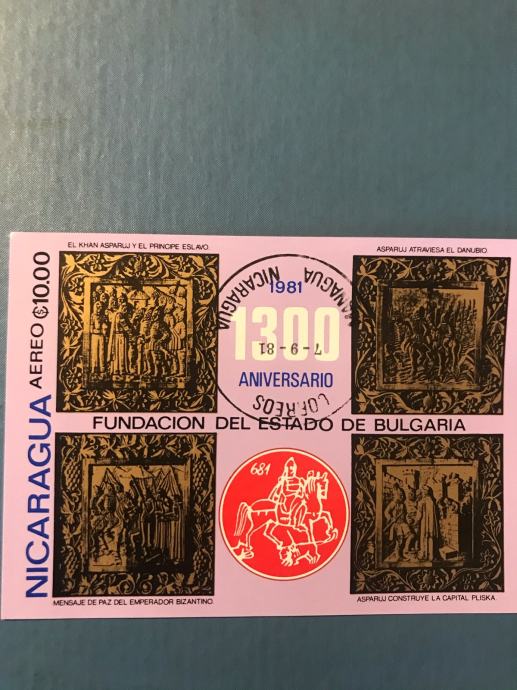 EL KHAN ASPARUJ Y EL PRINCIPE ESLAVO.
ASPARUJ ATRAVIESA EL DANUBIO.
NICARAGUA AEREO C$10.00
1981
1300
ANIVERSARIO
MANAGUA NICARAGUA
7-9-81
CORREOS
FUNDACION DEL ESTADO DE BULGARIA
681
MENSAJE DE PAZ DEL EMPERADOR BIZANTINO.
ASPARUJ CONSTRUYE LA CAPITAL PLISKA.